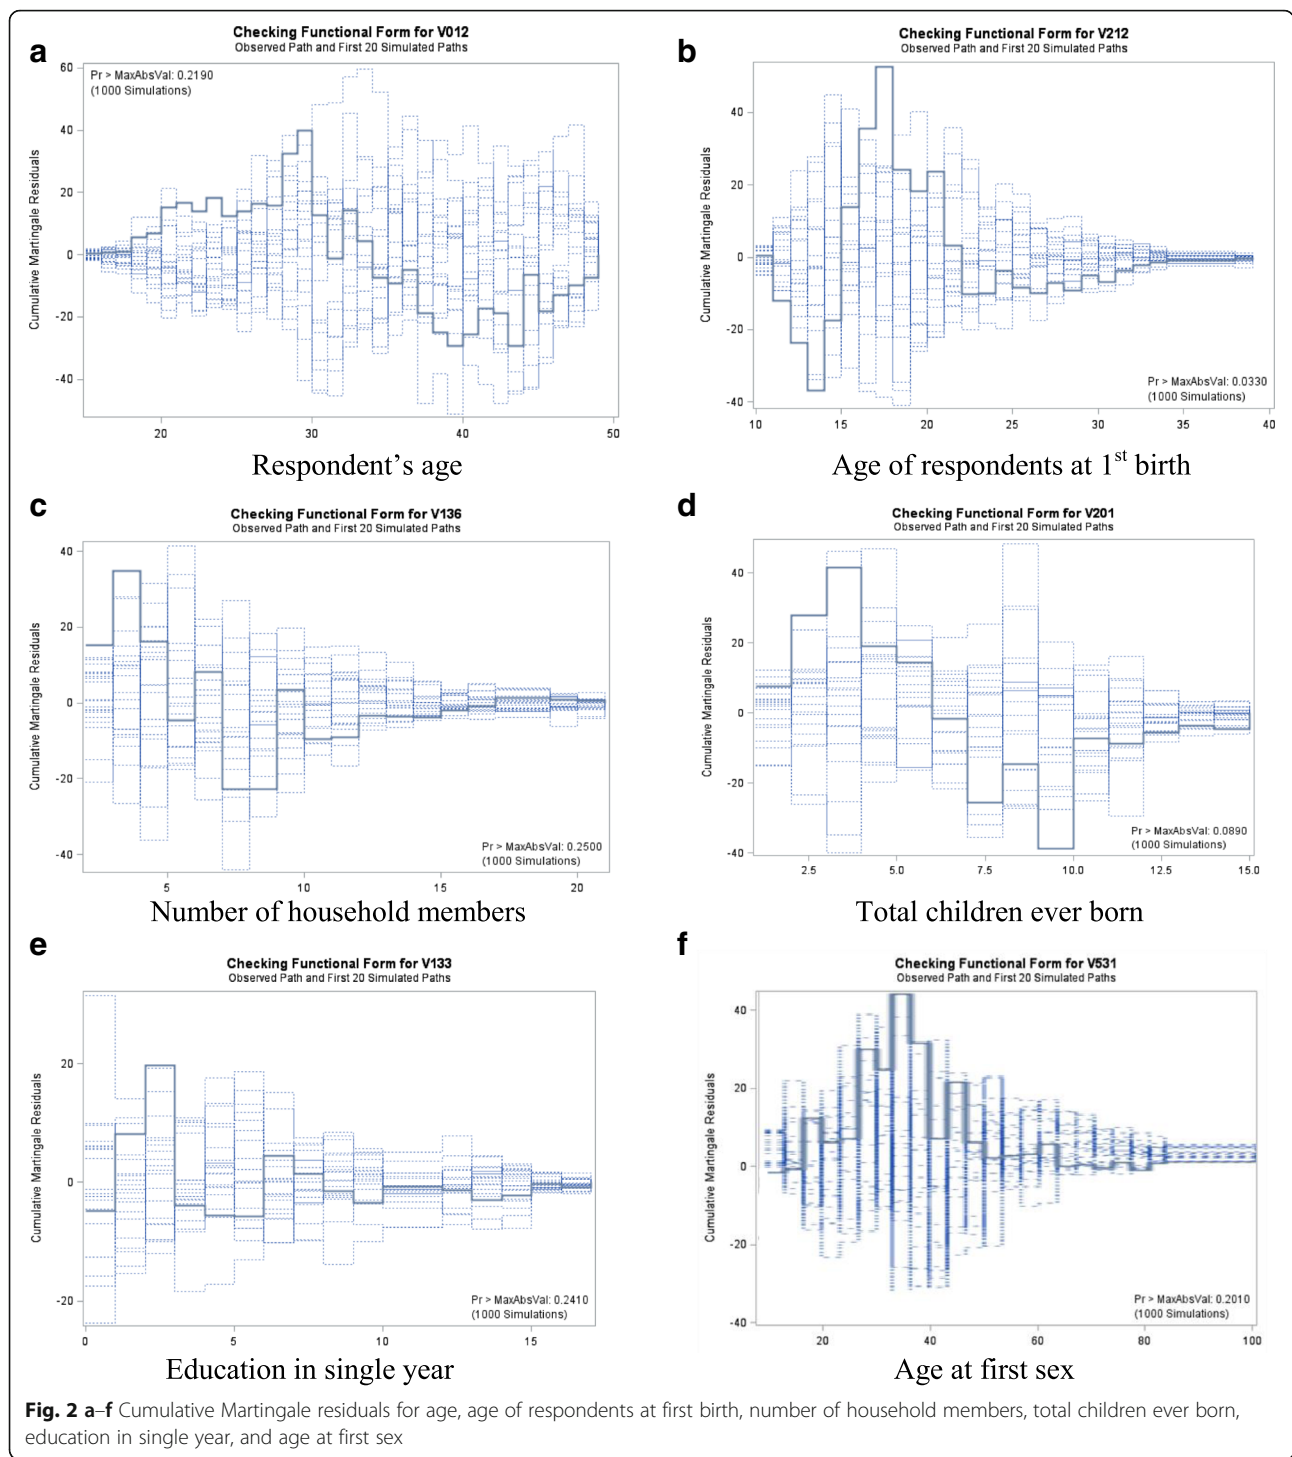 a
Checking Functional Form for V012
Observed Path and First 20 Simulated Paths
Pr > MaxAbsVal: 0.2190
(1000 Simulations)
Cumulative Martingale Residuals
60
40
20
0
-20
-40
20 30 40 50
Respondent's age
b
Checking Functional Form for V212
Observed Path and First 20 Simulated Paths
Cumulative Martingale Residuals
40
20
0
-20
-40
Pr > MaxAbsVal: 0.0330
(1000 Simulations)
10 15 20 25 30 35 40
Age of respondents at 1st birth
c
Checking Functional Form for V136
Observed Path and First 20 Simulated Paths
Cumulative Martingale Residuals
40
20
0
-20
-40
Pr > MaxAbsVal: 0.2500
(1000 Simulations)
5 10 15 20
Number of household members
d
Checking Functional Form for V201
Observed Path and First 20 Simulated Paths
Cumulative Martingale Residuals
40
20
0
-20
-40
Pr > MaxAbsVal: 0.0890
(1000 Simulations)
2.5 5.0 7.5 10.0 12.5 15.0
Total children ever born
e
Checking Functional Form for V133
Observed Path and First 20 Simulated Paths
Cumulative Martingale Residuals
20
0
-20
Pr > MaxAbsVal: 0.2410
(1000 Simulations)
0 5 10 15
Education in single year
f
Checking Functional Form for V531
Observed Path and First 20 Simulated Paths
Cumulative Martingale Residuals
40
20
0
-20
-40
Pr > MaxAbsVal: 0.2010
(1000 Simulations)
20 40 60 80 100
Age at first sex
Fig. 2 a–f Cumulative Martingale residuals for age, age of respondents at first birth, number of household members, total children ever born,
education in single year, and age at first sex